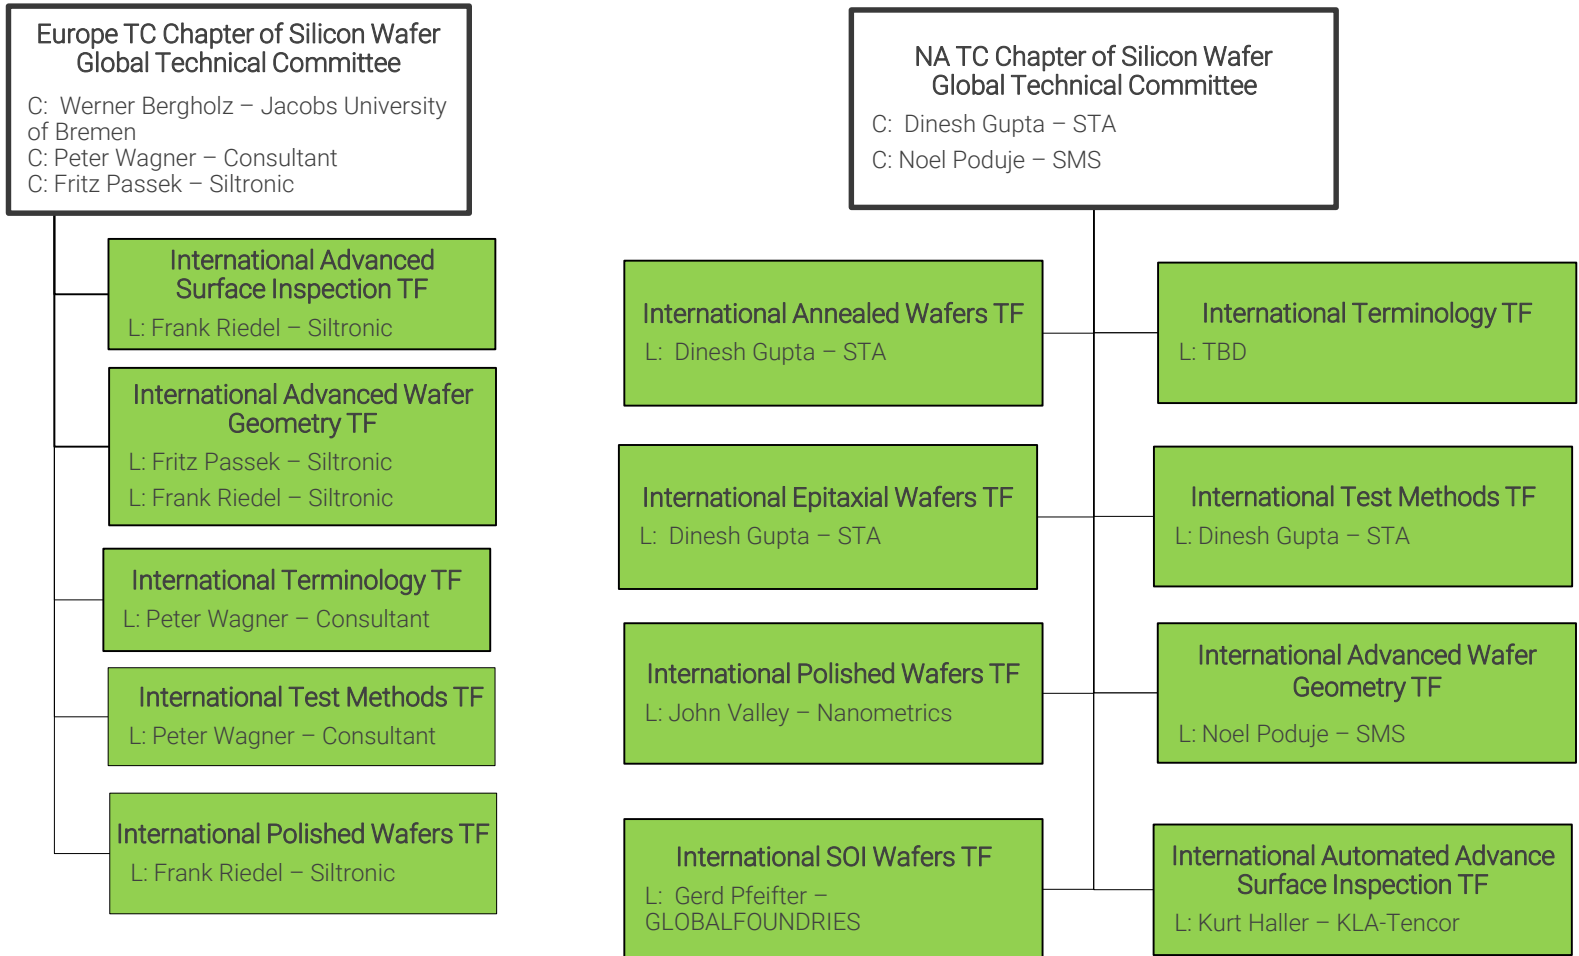 Europe TC Chapter of Silicon Wafer
Global Technical Committee
C:  Werner Bergholz – Jacobs University
of Bremen
C: Peter Wagner – Consultant
C: Fritz Passek – Siltronic
International Advanced
Surface Inspection TF
L: Frank Riedel – Siltronic
International Advanced Wafer
Geometry TF
L: Fritz Passek – Siltronic
L: Frank Riedel – Siltronic
International Terminology TF
L: Peter Wagner – Consultant
International Test Methods TF
L: Peter Wagner – Consultant
International Polished Wafers TF
L: Frank Riedel – Siltronic
NA TC Chapter of Silicon Wafer
Global Technical Committee
C:  Dinesh Gupta – STA
C: Noel Poduje – SMS
International Annealed Wafers TF
L:  Dinesh Gupta – STA
International Terminology TF
L: TBD
International Epitaxial Wafers TF
L:  Dinesh Gupta – STA
International Test Methods TF
L: Dinesh Gupta – STA
International Polished Wafers TF
L: John Valley – Nanometrics
International Advanced Wafer
Geometry TF
L: Noel Poduje – SMS
International SOI Wafers TF
L:  Gerd Pfeifter –
GLOBALFOUNDRIES
International Automated Advance
Surface Inspection TF
L: Kurt Haller – KLA-Tencor